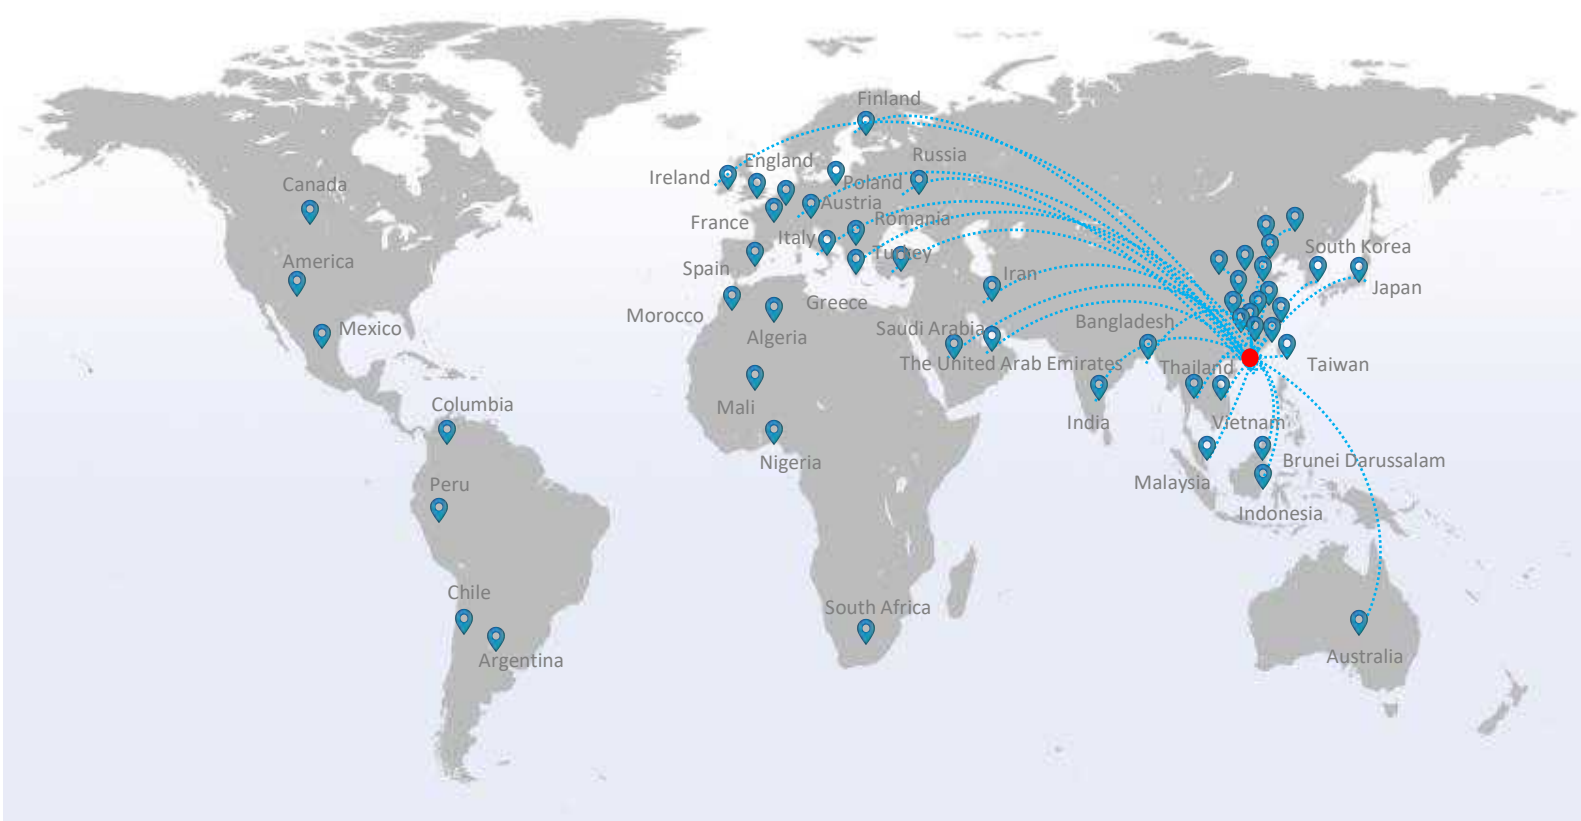 Finland
England
Russia
Ireland
Poland
Canada
Austria
France
Romania
Italy
South Korea
Turkey
America
Spain
Iran
Japan
Greece
Morocco
Bangladesh
Mexico
Algeria
Saudi Arabia
The United Arab Emirates
Taiwan
Thailand
Mali
Columbia
India
Vietnam
Nigeria
Brunei Darussalam
Malaysia
Peru
Indonesia
Chile
South Africa
Australia
Argentina